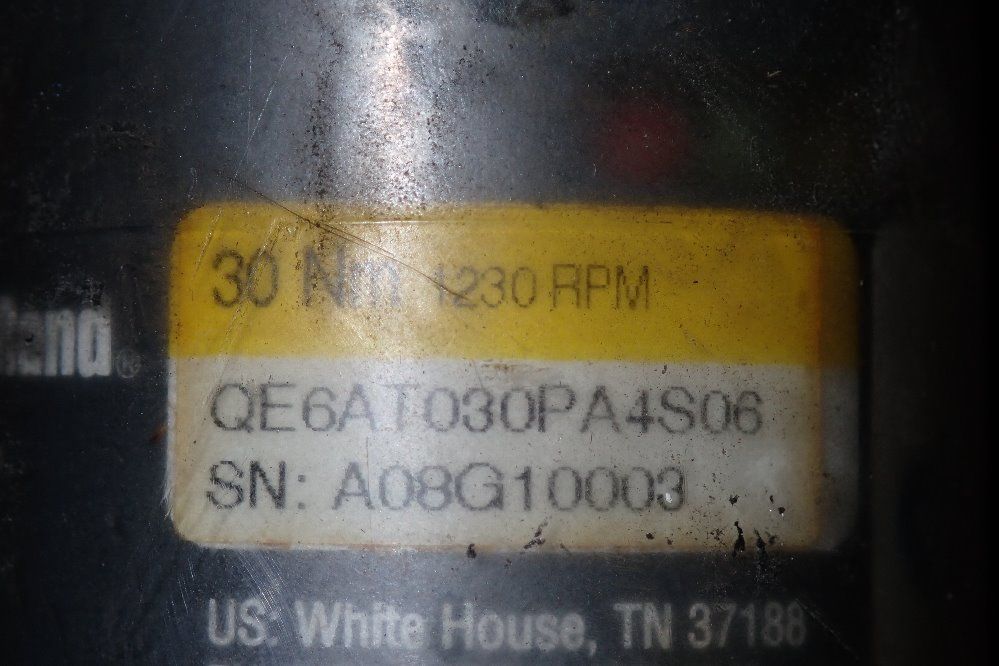 30 Nm 1230 RPM
QE6AT030PA4S06
SN: A08G10003
US: White House, TN 37188